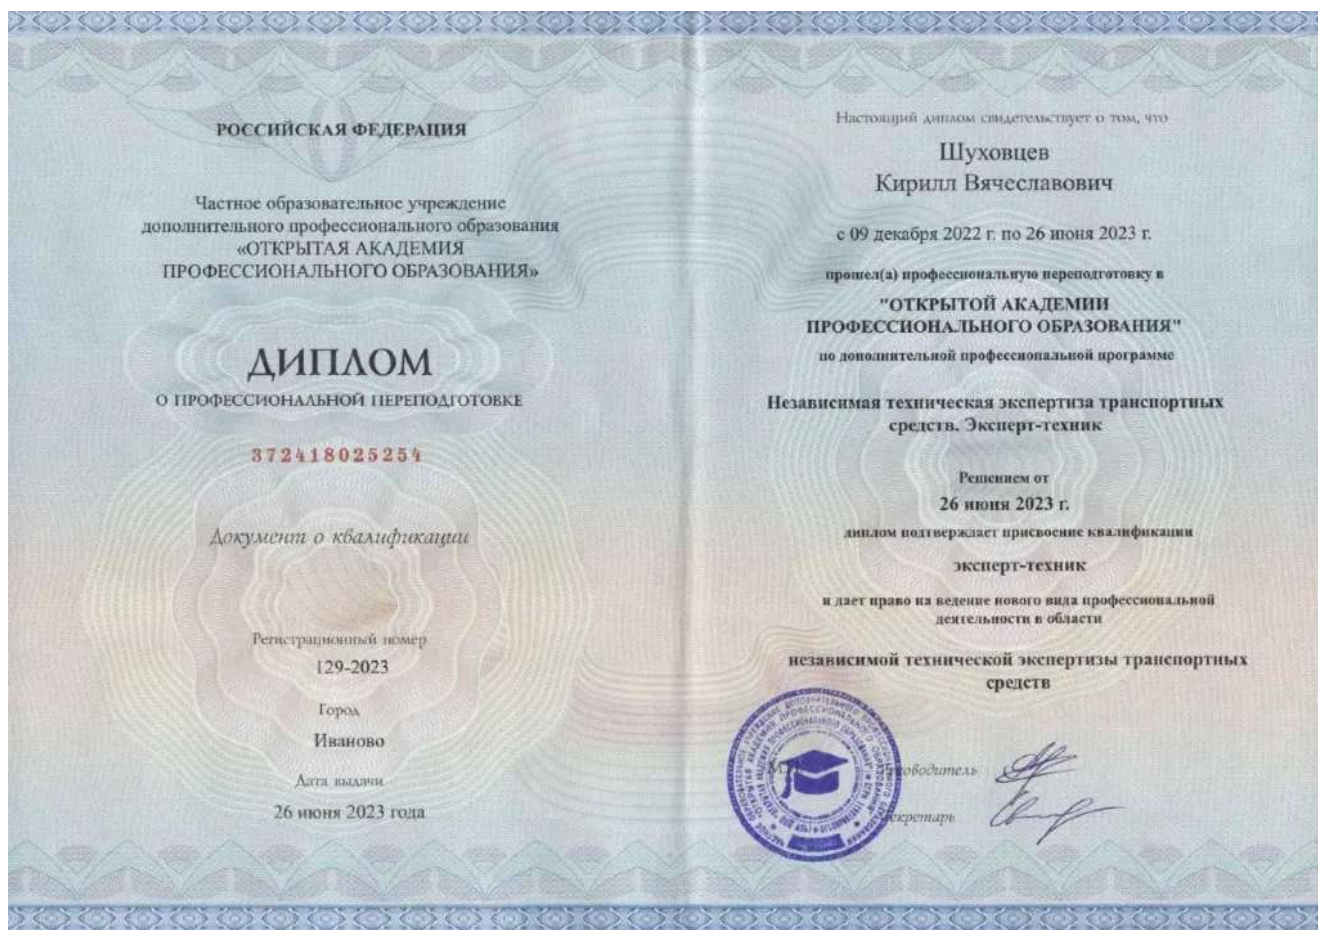 РОССИЙСКАЯ ФЕДЕРАЦИЯ
Частное образовательное учреждение
дополнительного профессионального образования
«ОТКРЫТАЯ АКАДЕМИЯ
ПРОФЕССИОНАЛЬНОГО ОБРАЗОВАНИЯ»
ДИПЛОМ
О ПРОФЕССИОНАЛЬНОЙ ПЕРЕПОДГОТОВКЕ
372418025254
Документ о квалификации
Регистрационный номер
129-2023
Город
Иваново
Дата выдачи
26 июня 2023 года
Настоящий диплом свидетельствует о том, что
Шуховцев
Кирилл Вячеславович
с 09 декабря 2022 г. по 26 июня 2023 г.
прошел(а) профессиональную переподготовку в
"ОТКРЫТОЙ АКАДЕМИИ
ПРОФЕССИОНАЛЬНОГО ОБРАЗОВАНИЯ"
по дополнительной профессиональной программе
Независимая техническая экспертиза транспортных
средств. Эксперт-техник
Решением от
26 июня 2023 г.
диплом подтверждает присвоение квалификации
эксперт-техник
и дает право на ведение нового вида профессиональной
деятельности в области
независимой технической экспертизы транспортных
средств
Руководитель
Секретарь